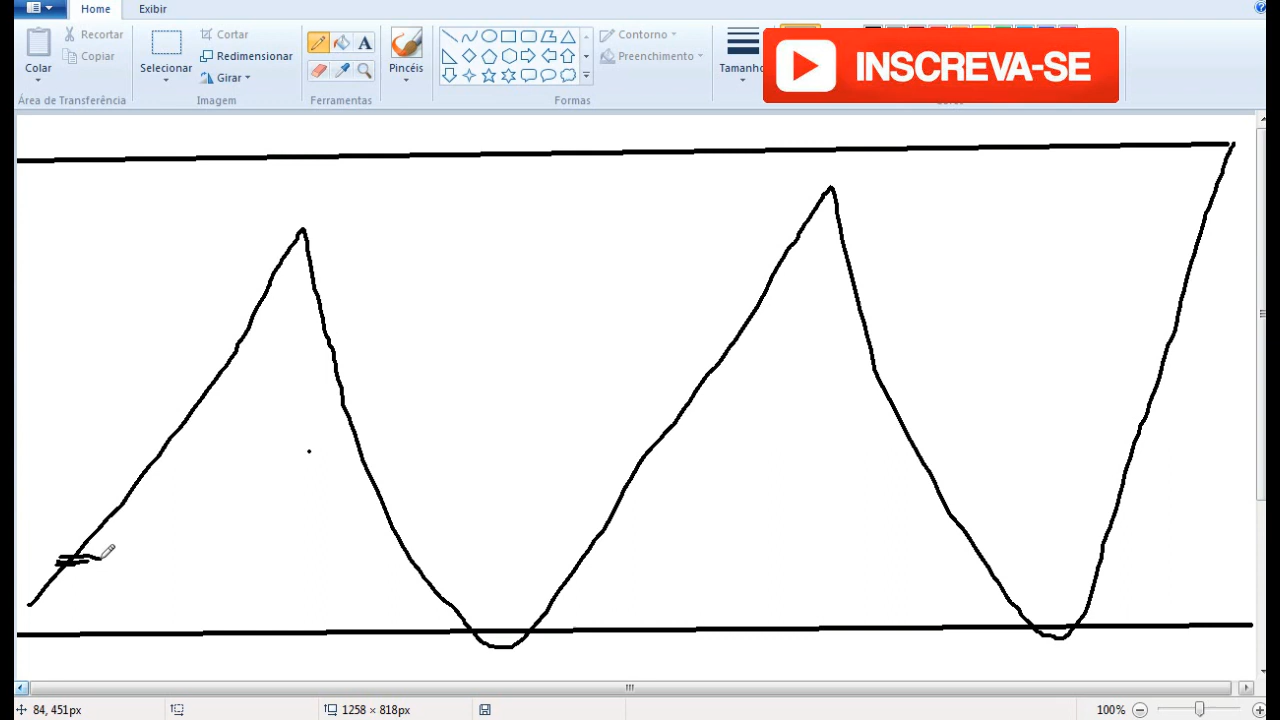 Home Exibir
Colar
Recortar
Copiar
Área de Transferência
Selecionar
Cortar
Redimensionar
Girar
Imagem
A
Ferramentas
Pincéis
Formas
Contorno
Preenchimento
Tamanho
INSCREVA-SE
84, 451px
1258 × 818px
100%